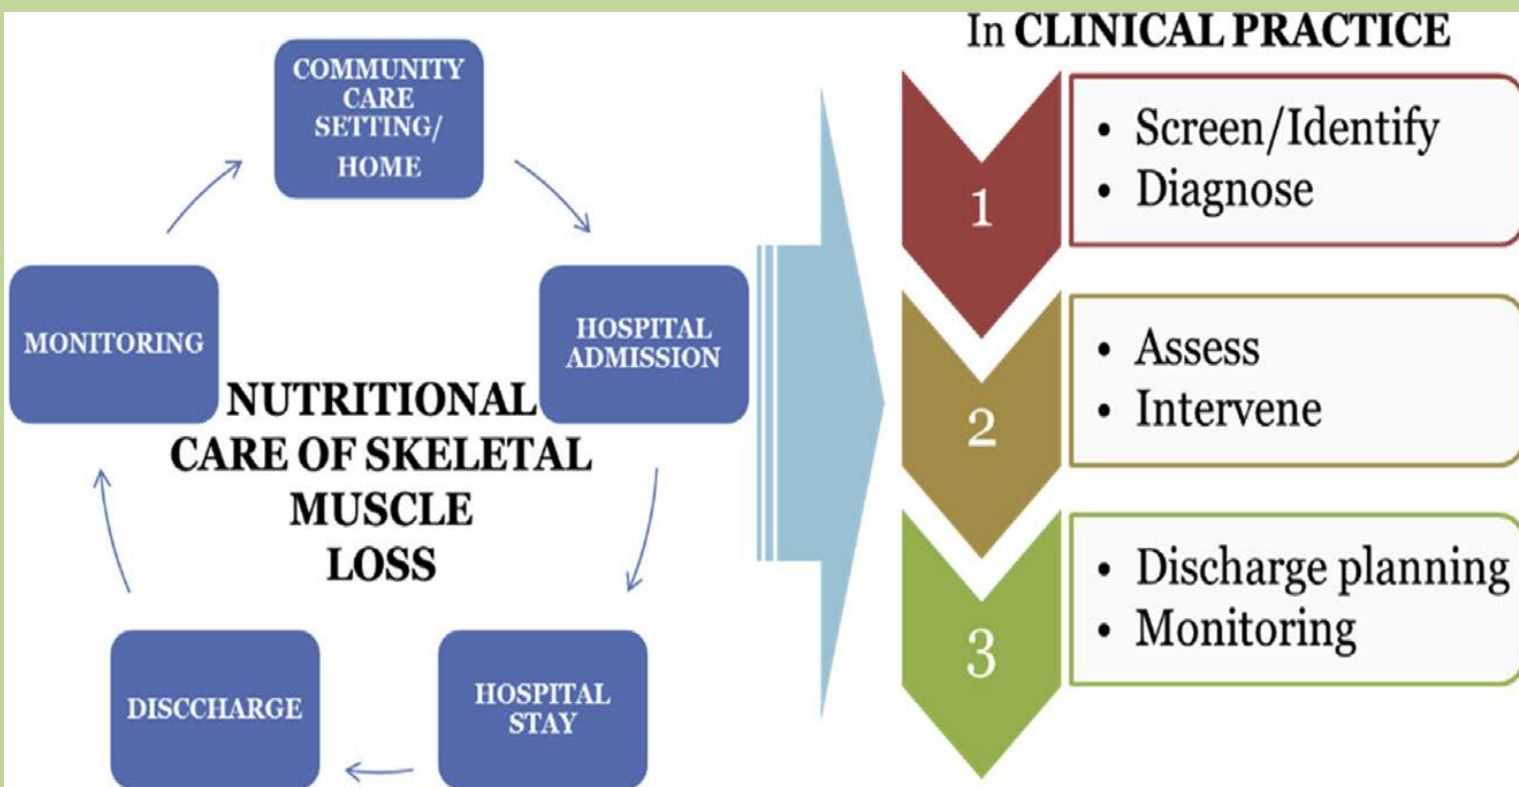 COMMUNITY
CARE
SETTING/
HOME
HOSPITAL
ADMISSION
HOSPITAL
STAY
DISCCHARGE
MONITORING
NUTRITIONAL
CARE OF SKELETAL
MUSCLE
LOSS
In CLINICAL PRACTICE
1
• Screen/Identify
• Diagnose
2
• Assess
• Intervene
3
• Discharge planning
• Monitoring